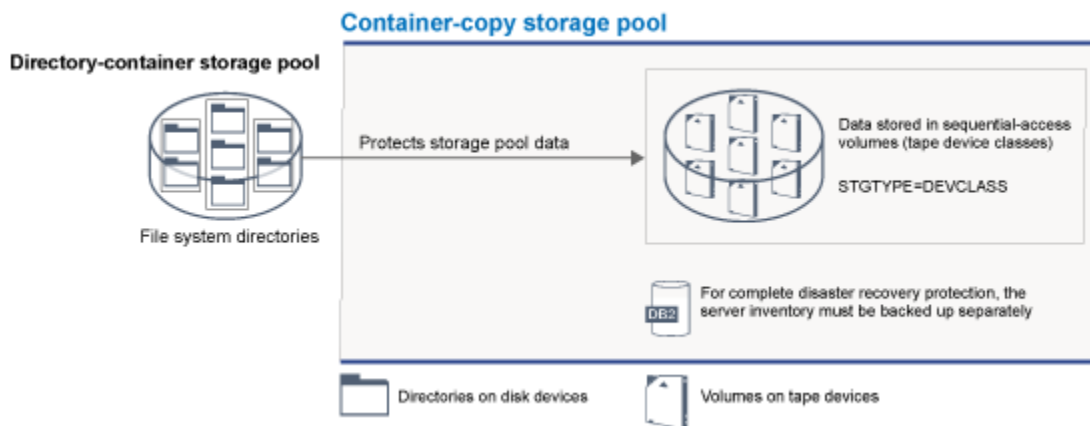 Container-copy storage pool
Directory-container storage pool
Protects storage pool data
Data stored in sequential-access
volumes (tape device classes)
STGTYPE=DEVCLASS
File system directories
DB2
For complete disaster recovery protection, the
server inventory must be backed up separately
Directories on disk devices
Volumes on tape devices